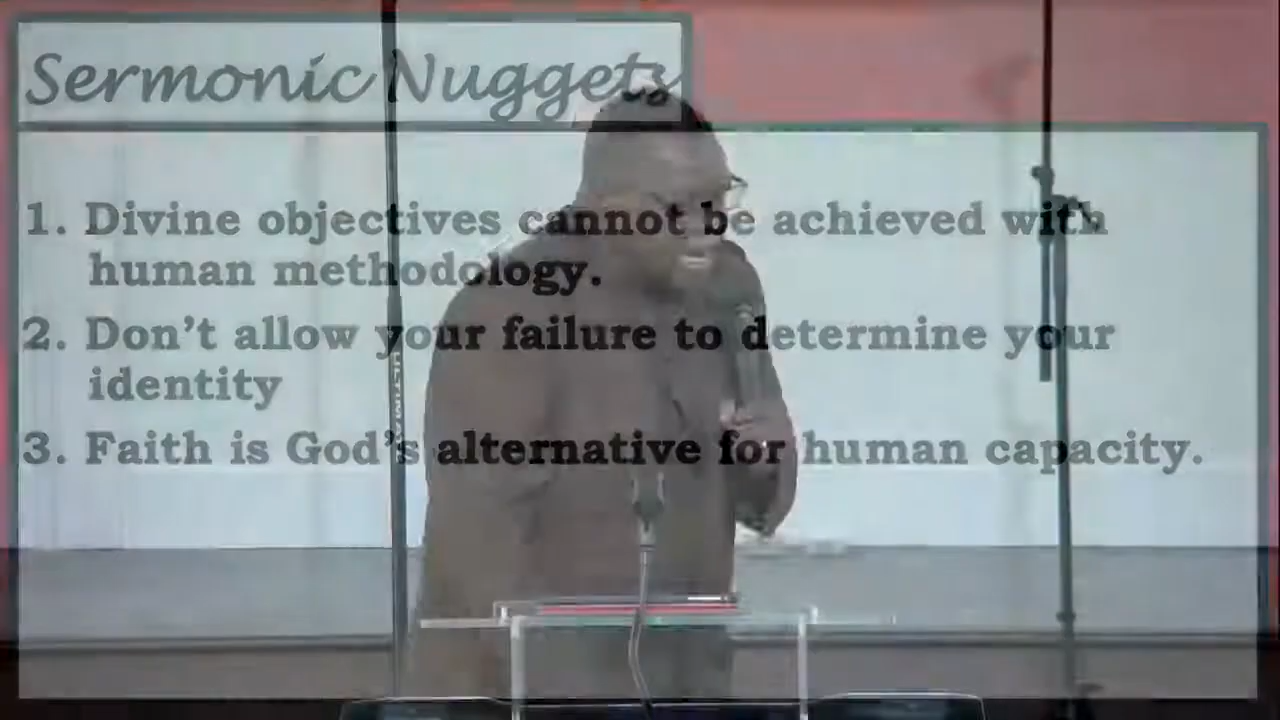 Sermonic Nuggets
1. Divine objectives cannot be achieved with
human methodology.
2. Don't allow your failure to determine your
identity
3. Faith is God's alternative for human capacity.